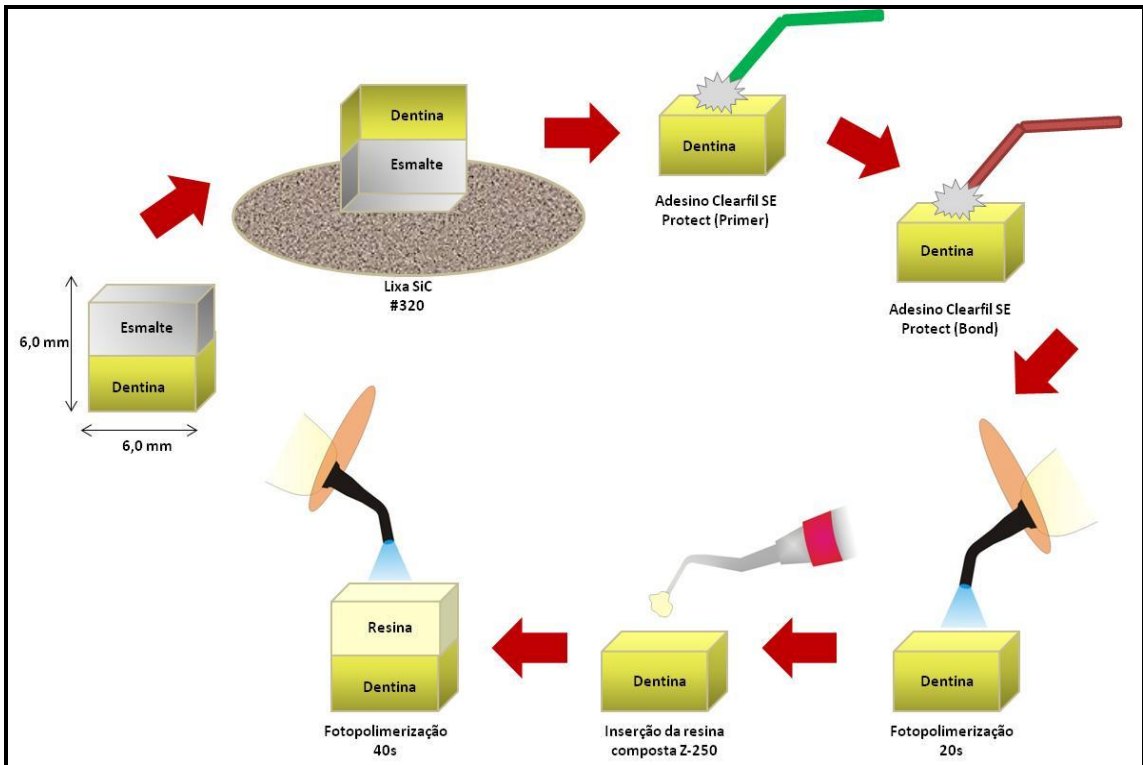 6,0 mm
Esmalte
Dentina
6,0 mm
Dentina
Esmalte
Lixa SiC
#320
Dentina
Adesino Clearfil SE
Protect (Primer)
Dentina
Adesino Clearfil SE
Protect (Bond)
Dentina
Fotopolimerização
20s
Dentina
Inserção da resina
composta Z-250
Resina
Dentina
Fotopolimerização
40s